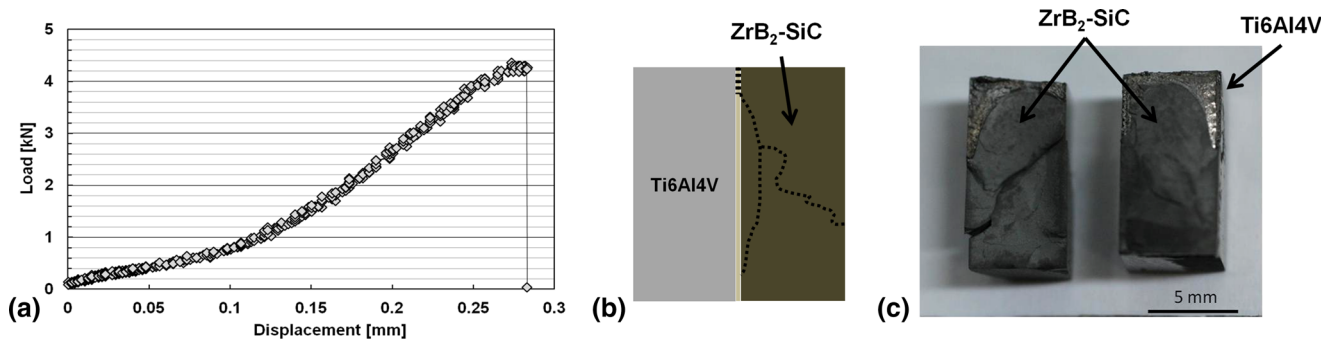 5
4
3
2
1
0
Load [kN]
0 0.05 0.1 0.15 0.2 0.25 0.3
Displacement [mm]
(a)
ZrB₂-SiC
Ti6Al4V
(b)
ZrB₂-SiC
Ti6Al4V
5 mm
(c)